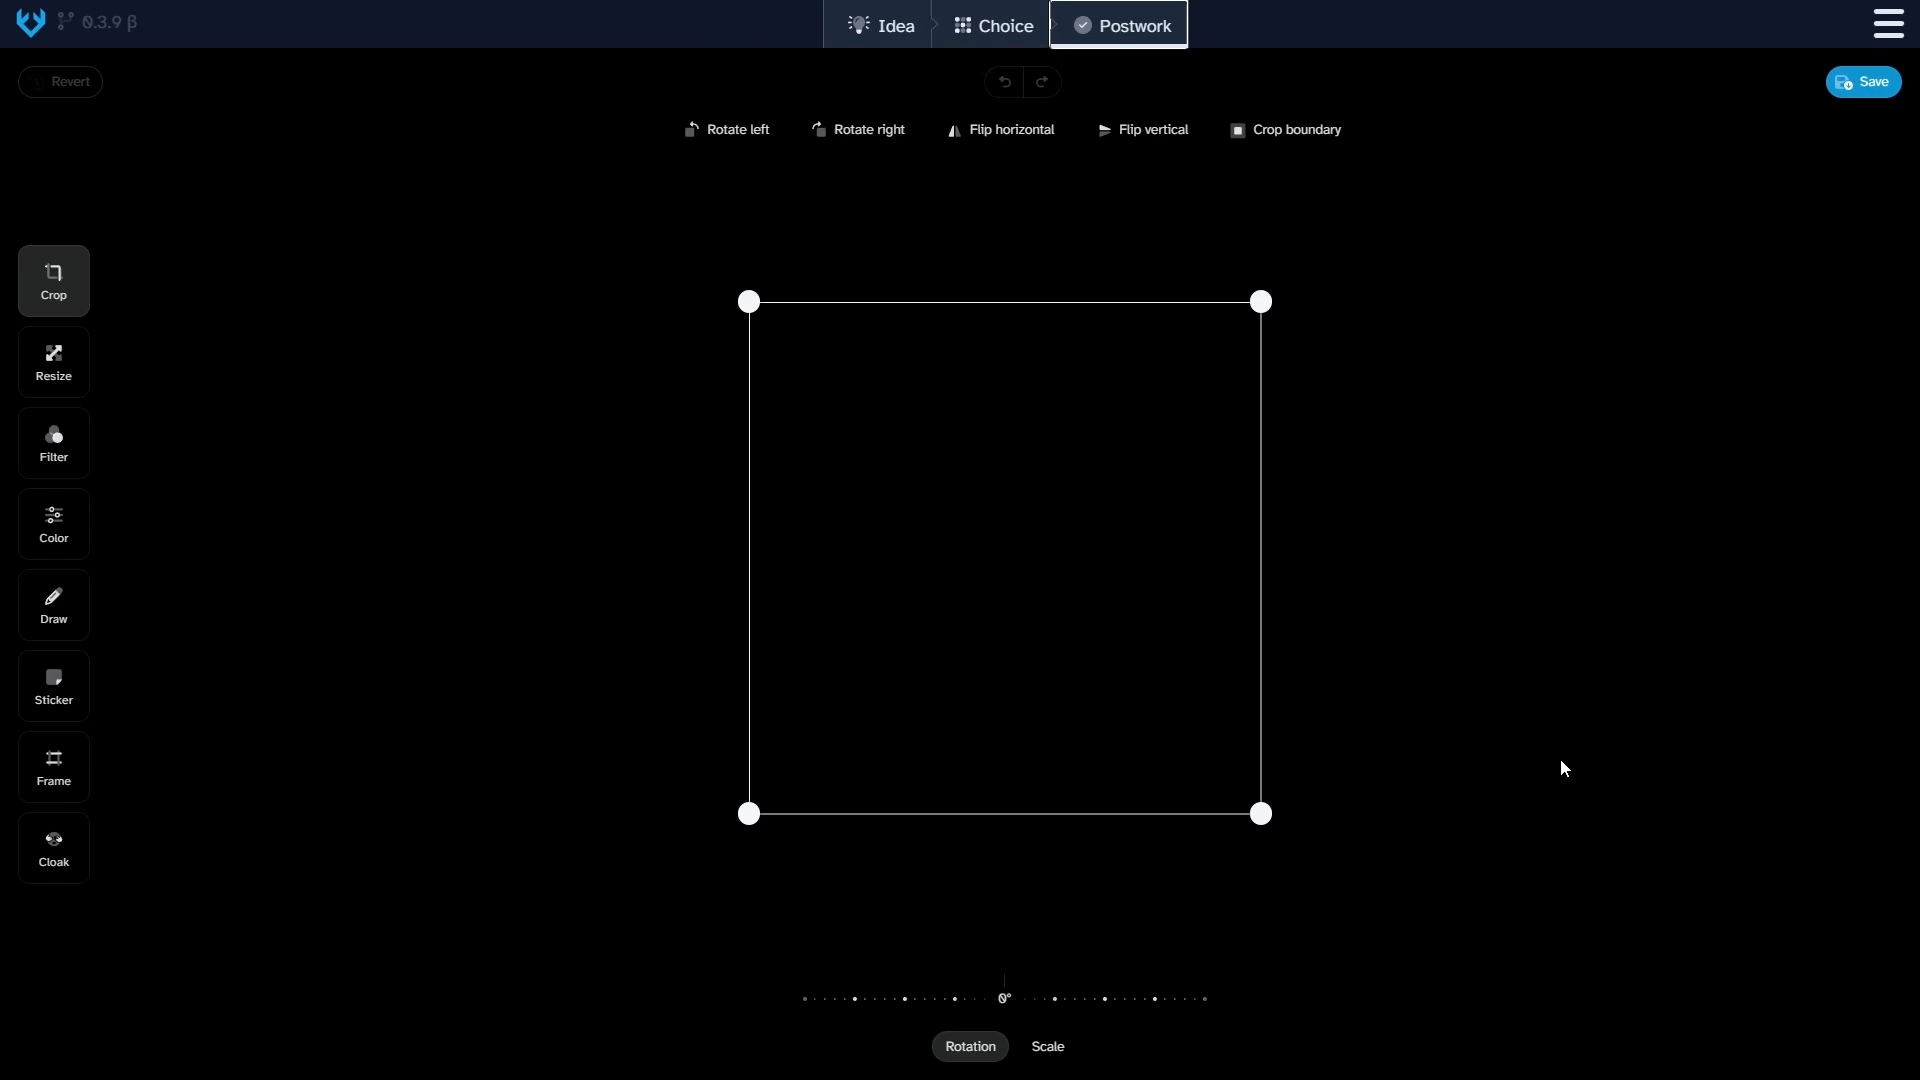 0.3.9 β
Idea
Choice
Postwork
Revert
Save
Rotate left
Rotate right
Flip horizontal
Flip vertical
Crop boundary
Crop
Resize
Filter
Color
Draw
Sticker
Frame
Cloak
0°
Rotation
Scale